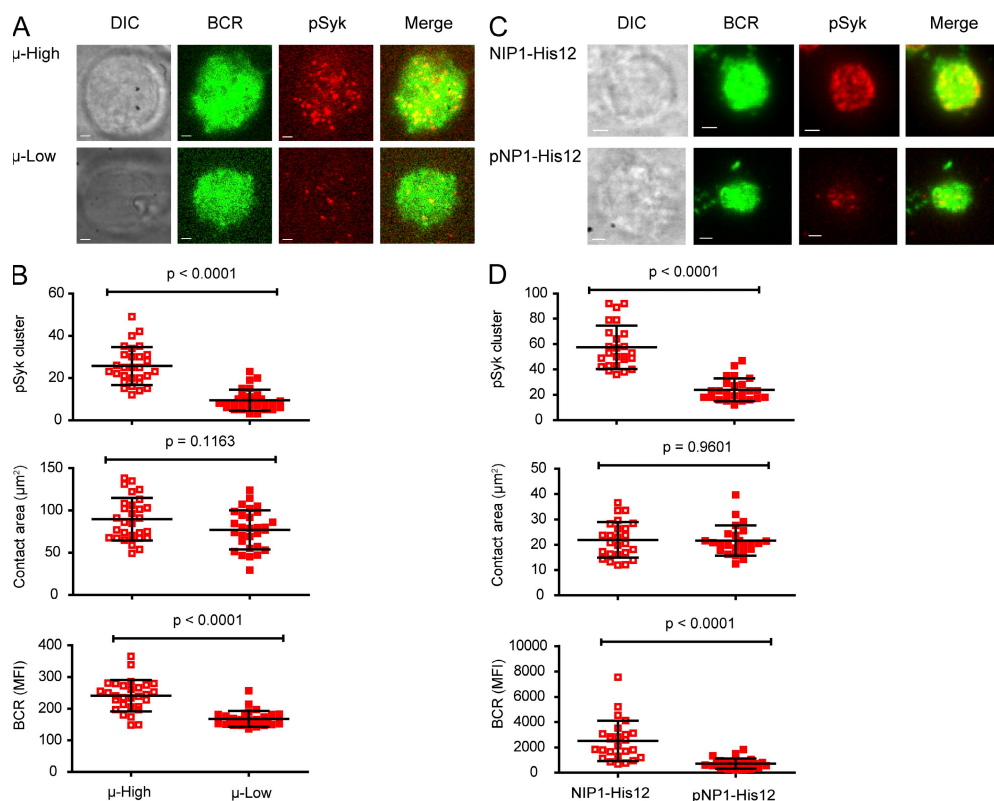 A
DIC BCR pSyk Merge
μ-High
μ-Low
B
p < 0.0001
60
40
20
0
pSyk cluster
p = 0.1163
150
100
50
0
Contact area (μm²)
p < 0.0001
400
300
200
100
0
BCR (MFI)
μ-High μ-Low
C
DIC BCR pSyk Merge
NIP1-His12
pNP1-His12
D
p < 0.0001
100
80
60
40
20
0
pSyk cluster
p = 0.9601
50
40
30
20
10
0
Contact area (μm²)
p < 0.0001
10000
8000
6000
4000
2000
0
BCR (MFI)
NIP1-His12 pNP1-His12